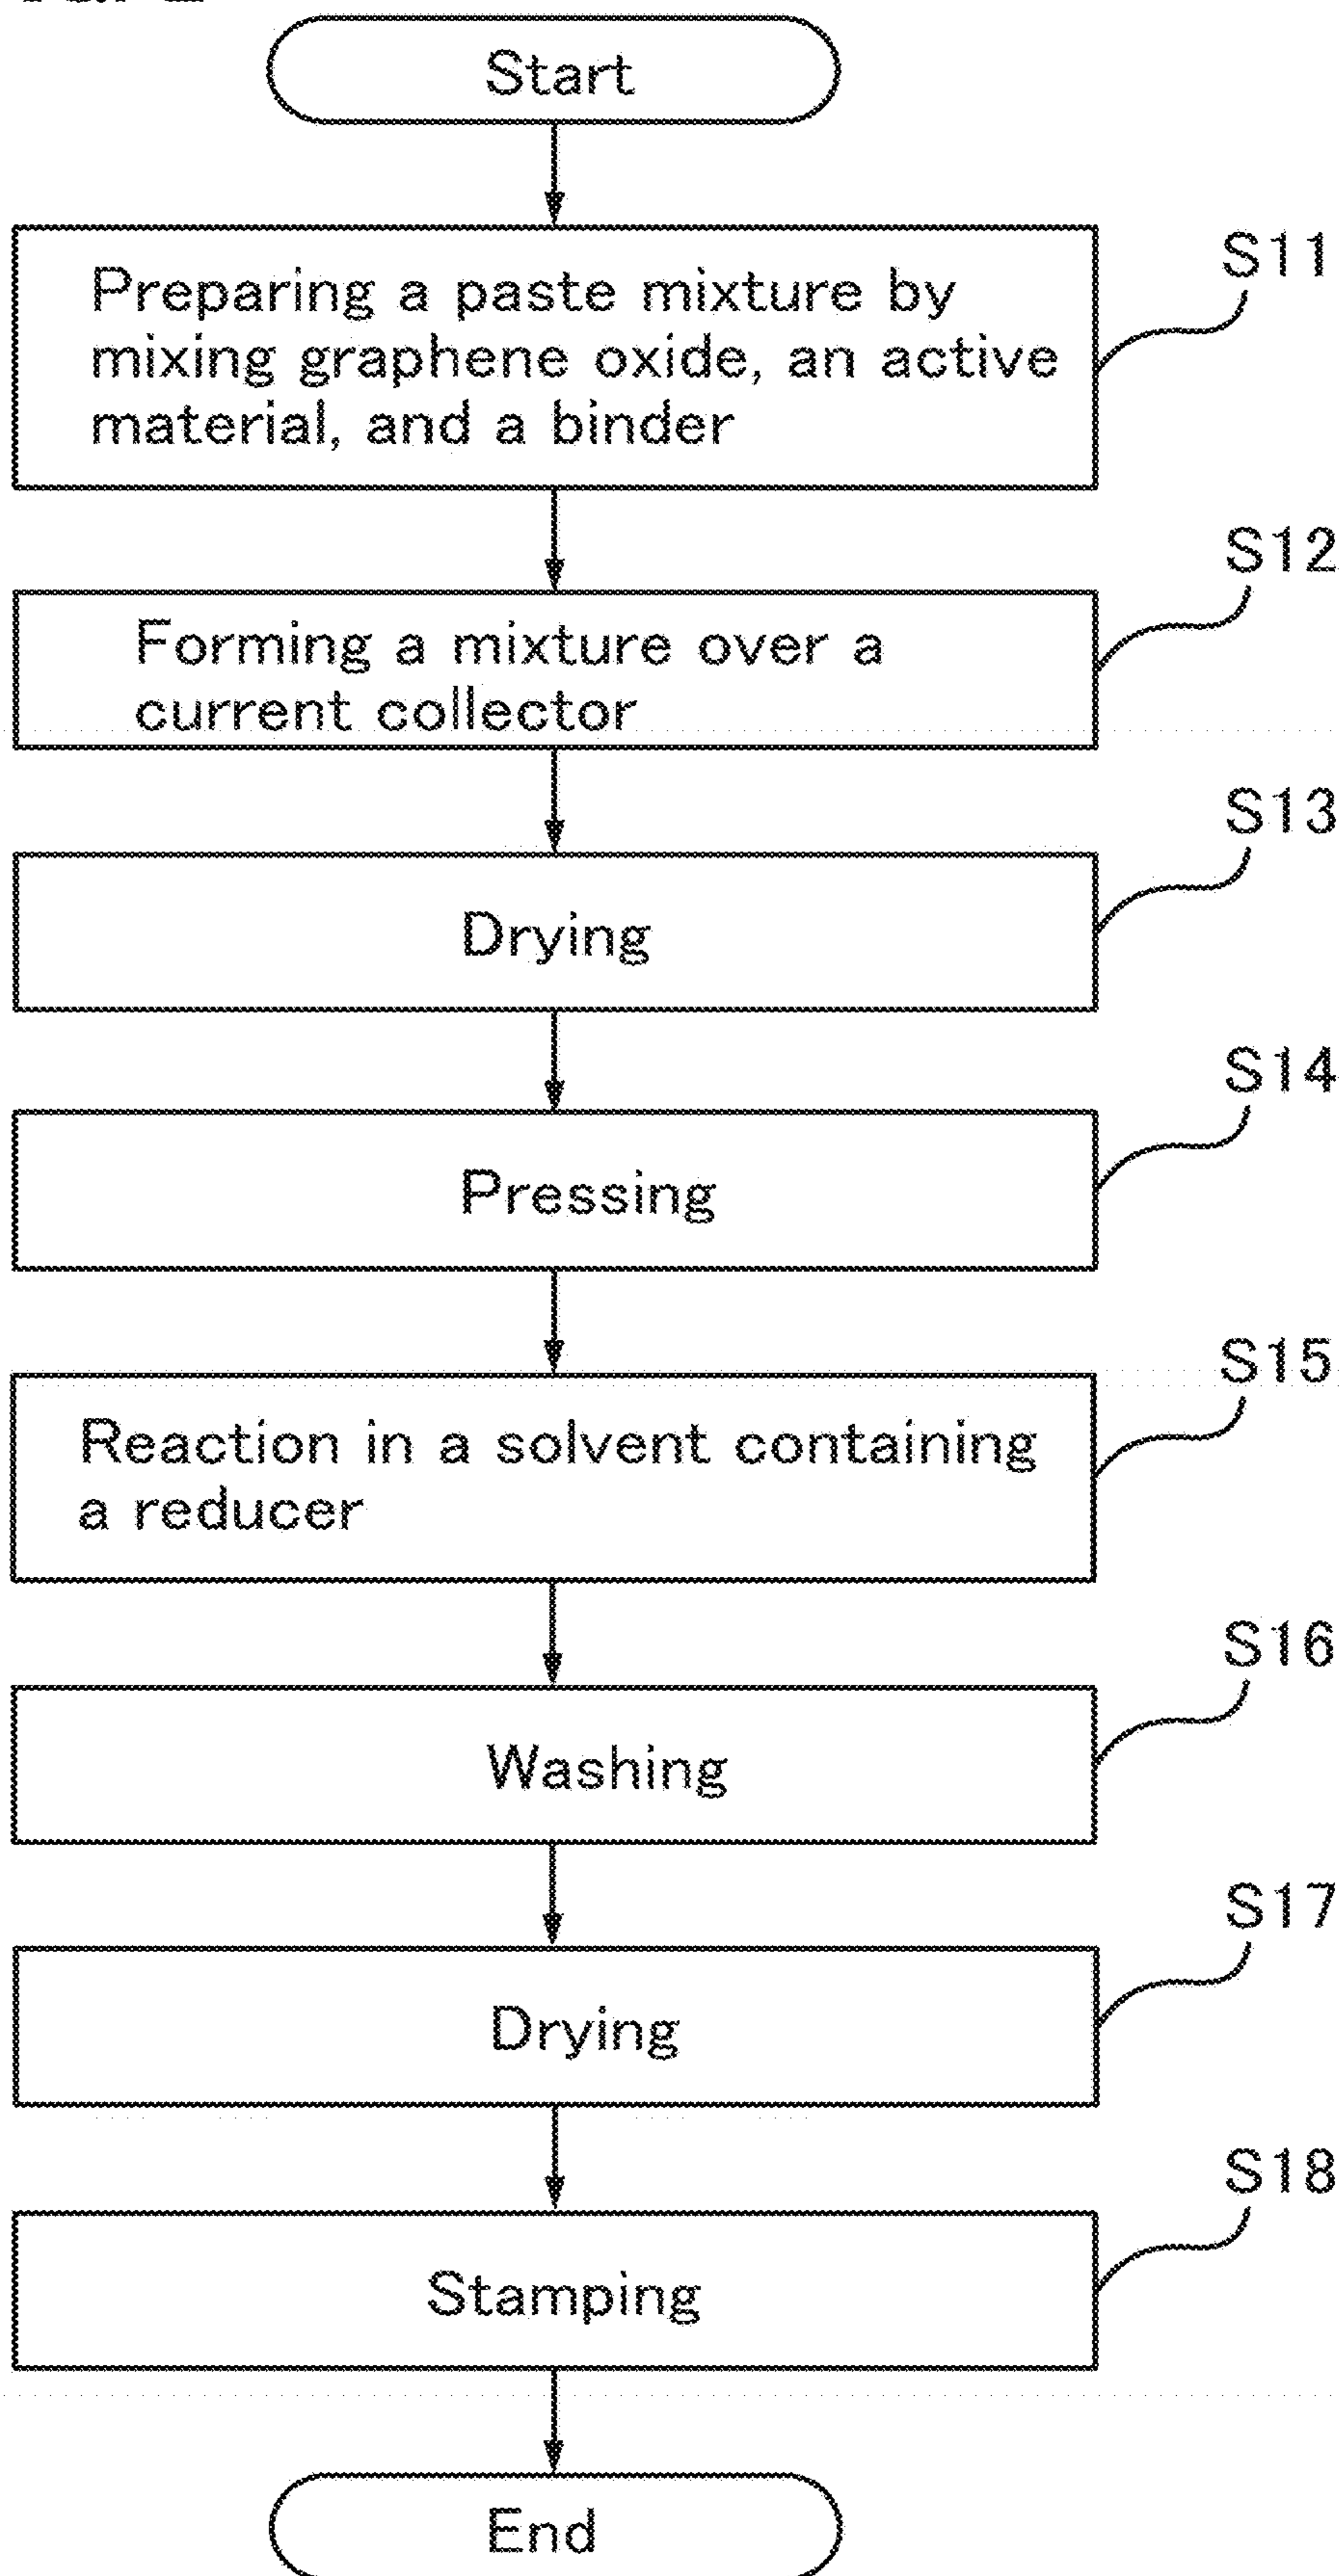 Start
S11
Preparing a paste mixture by
mixing graphene oxide, an active
material, and a binder
S12
Forming a mixture over a
current collector
S13
Drying
S14
Pressing
S15
Reaction in a solvent containing
a reducer
S16
Washing
S17
Drying
S18
Stamping
End